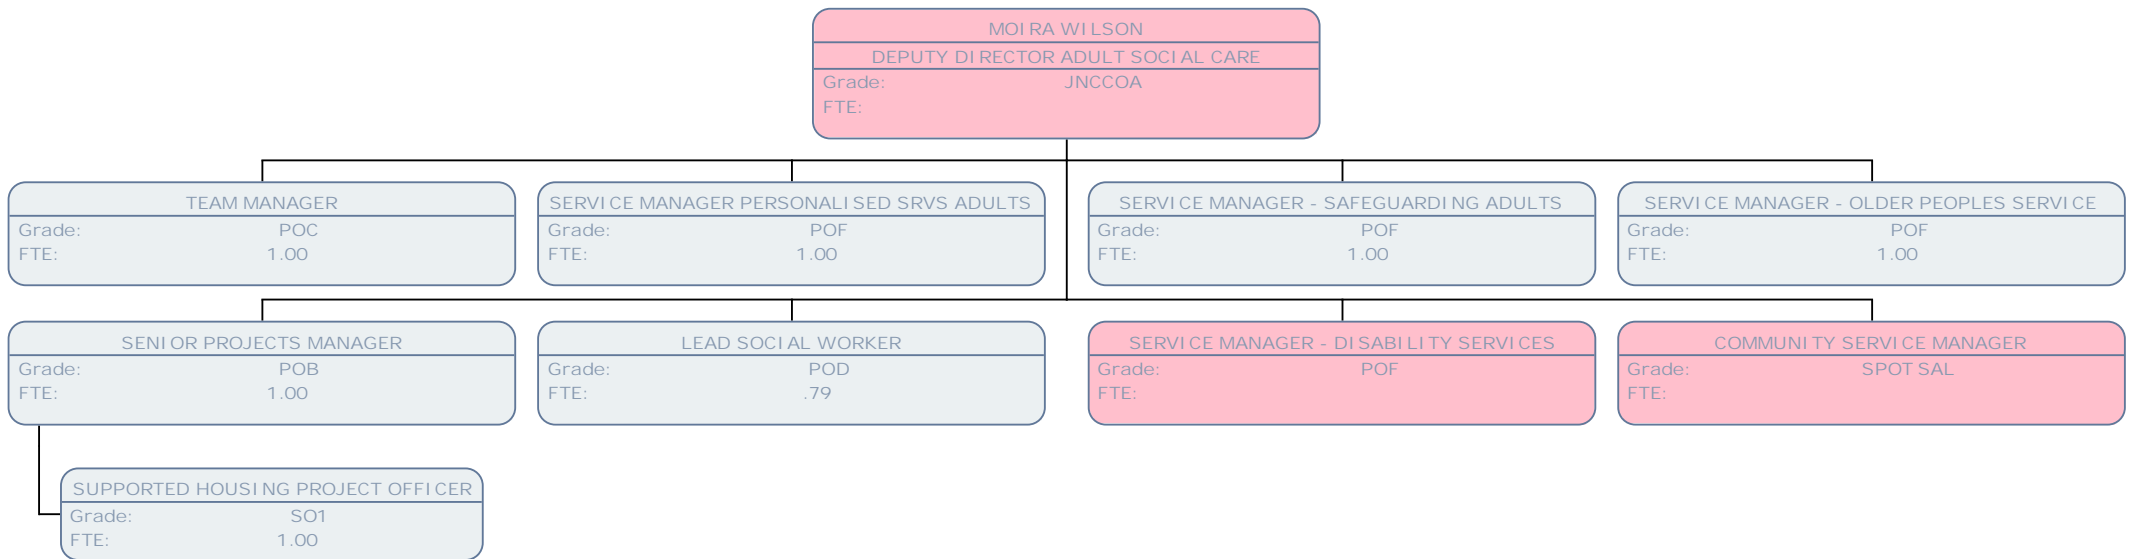 MOIRA WILSON
DEPUTY DIRECTOR ADULT SOCIAL CARE
Grade: JNCCOA
FTE:
TEAM MANAGER
Grade: POC
FTE: 1.00
SERVICE MANAGER PERSONALISED SRVS ADULTS
Grade: POF
FTE: 1.00
SERVICE MANAGER - SAFEGUARDING ADULTS
Grade: POF
FTE: 1.00
SERVICE MANAGER - OLDER PEOPLES SERVICE
Grade: POF
FTE: 1.00
SENIOR PROJECTS MANAGER
Grade: POB
FTE: 1.00
LEAD SOCIAL WORKER
Grade: POD
FTE: .79
SERVICE MANAGER - DISABILITY SERVICES
Grade: POF
FTE:
COMMUNITY SERVICE MANAGER
Grade: SPOT SAL
FTE:
SUPPORTED HOUSING PROJECT OFFICER
Grade: SO1
FTE: 1.00